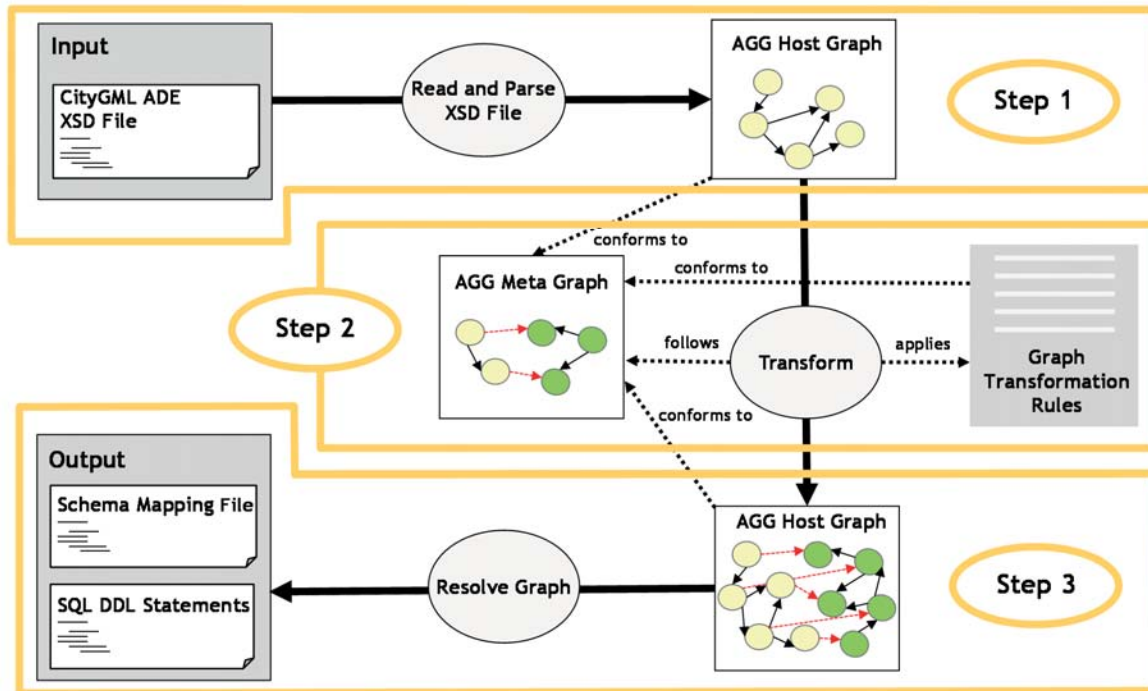 Input
CityGML ADE
XSD File
Read and Parse
XSD File
AGG Host Graph
Step 1
conforms to
AGG Meta Graph
conforms to
Step 2
follows
Transform
applies
Graph
Transformation
Rules
conforms to
Output
Schema Mapping File
SQL DDL Statements
Resolve Graph
AGG Host Graph
Step 3